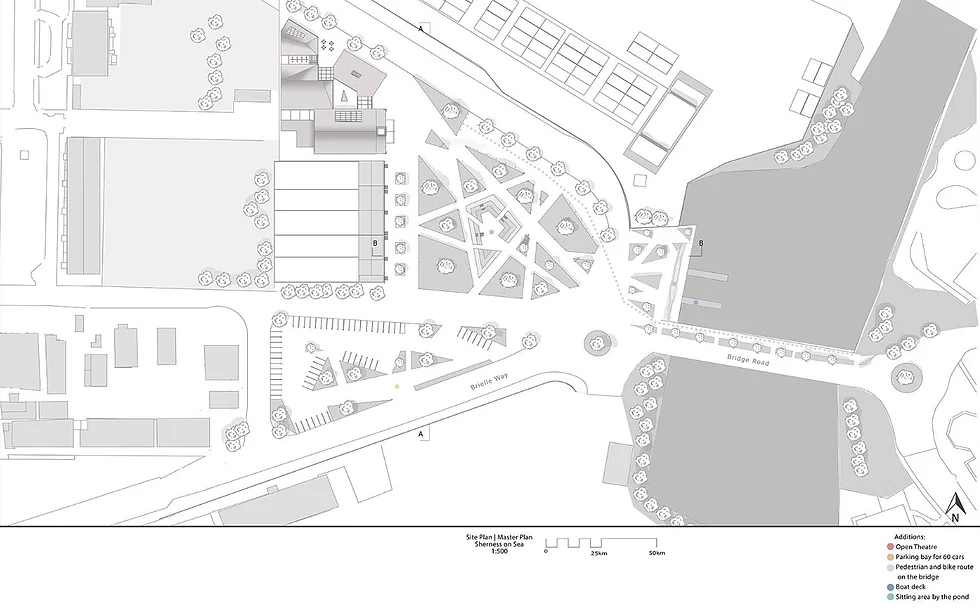 A
B
B
Bridge Road
Brielle Way
A
N
Site Plan | Master Plan
Sherness on Sea
1:500
0 25km 50km
Additions:
Open Theatre
Parking bay for 60 cars
Pedestrian and bike route
on the bridge
Boat deck
Sitting area by the pond